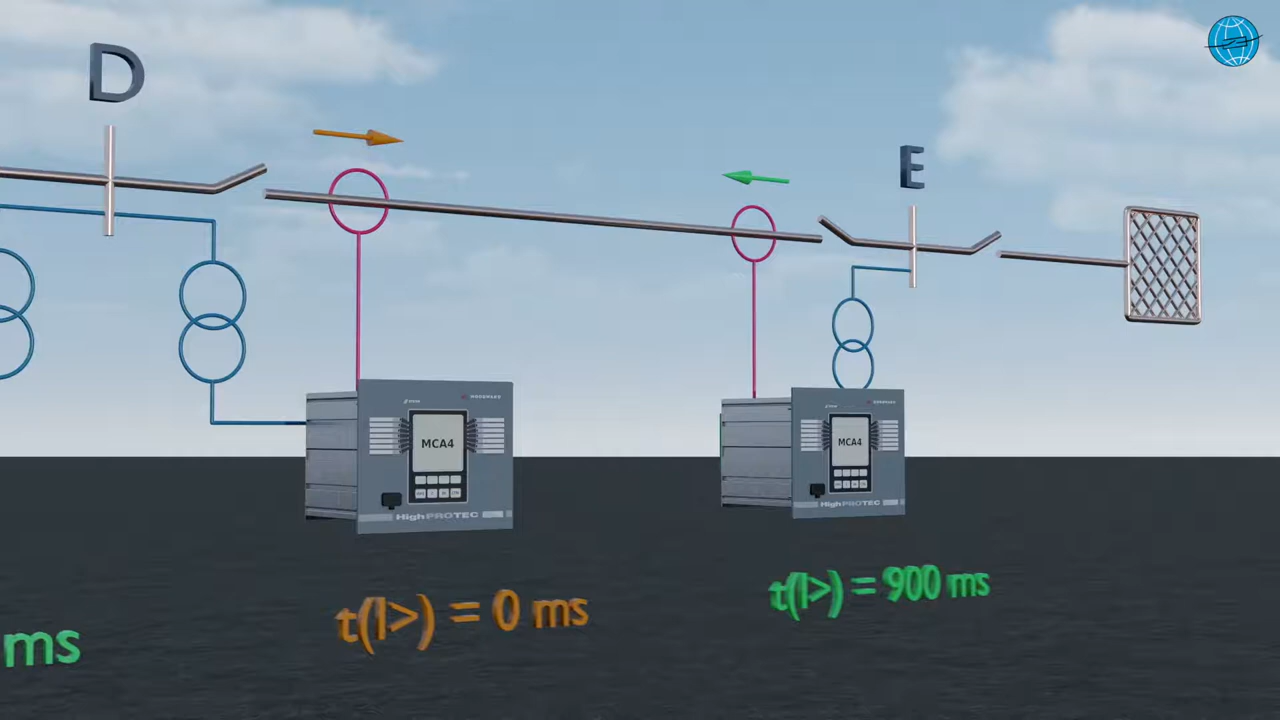 D
E
MCA4
MCA4
HighPROTEC
HighPROTEC
t(I>) = 0 ms
t(I>) = 900 ms
ms